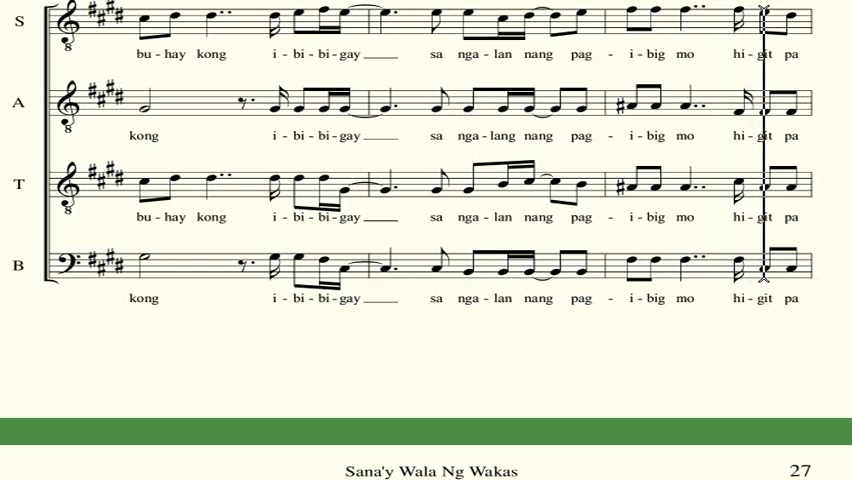 S
bu - hay kong i - bi - bi - gay sa nga - lan nang pag - i - big mo hi - git pa
A
kong i - bi - bi - gay sa nga - lang nang pag - i - big mo hi - git pa
T
bu - hay kong i - bi - bi - gay sa nga - lan nang pag - i - big mo hi - git pa
B
kong i - bi - bi - gay sa nga - lan nang pag - i - big mo hi - git pa
Sana'y Wala Ng Wakas 27